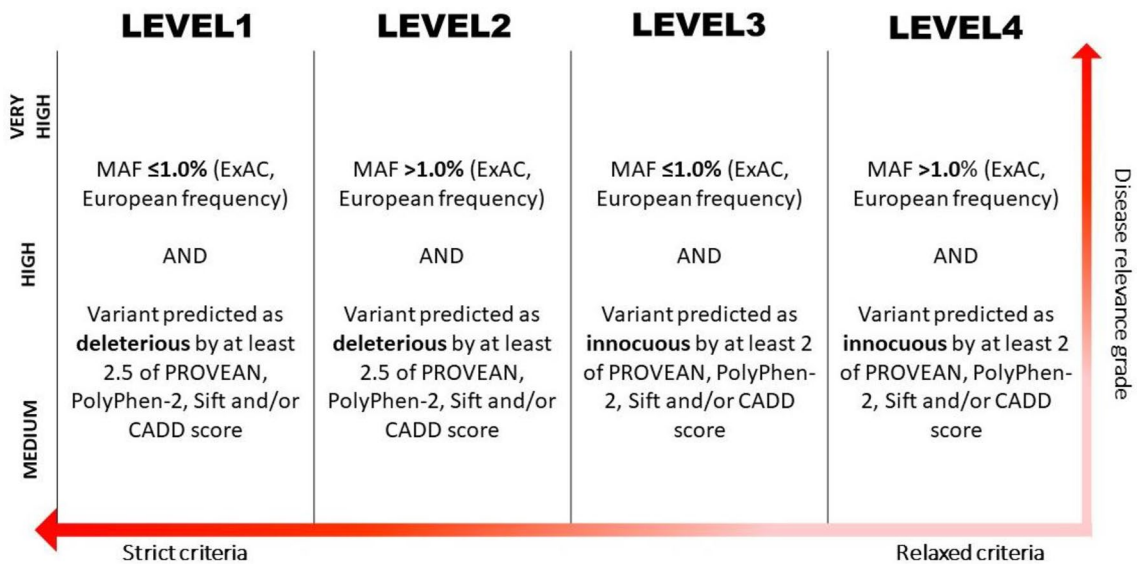 LEVEL1
LEVEL2
LEVEL3
LEVEL4
VERY
HIGH
HIGH
MEDIUM
MAF ≤1.0% (ExAC,
European frequency)
AND
Variant predicted as
deleterious by at least
2.5 of PROVEAN,
PolyPhen-2, Sift and/or
CADD score
MAF >1.0% (ExAC,
European frequency)
AND
Variant predicted as
deleterious by at least
2.5 of PROVEAN,
PolyPhen-2, Sift and/or
CADD score
MAF ≤1.0% (ExAC,
European frequency)
AND
Variant predicted as
innocuous by at least 2
of PROVEAN, PolyPhen-
2, Sift and/or CADD
score
MAF >1.0% (ExAC,
European frequency)
AND
Variant predicted as
innocuous by at least 2
of PROVEAN, PolyPhen-
2, Sift and/or CADD
score
Disease relevance grade
Strict criteria
Relaxed criteria